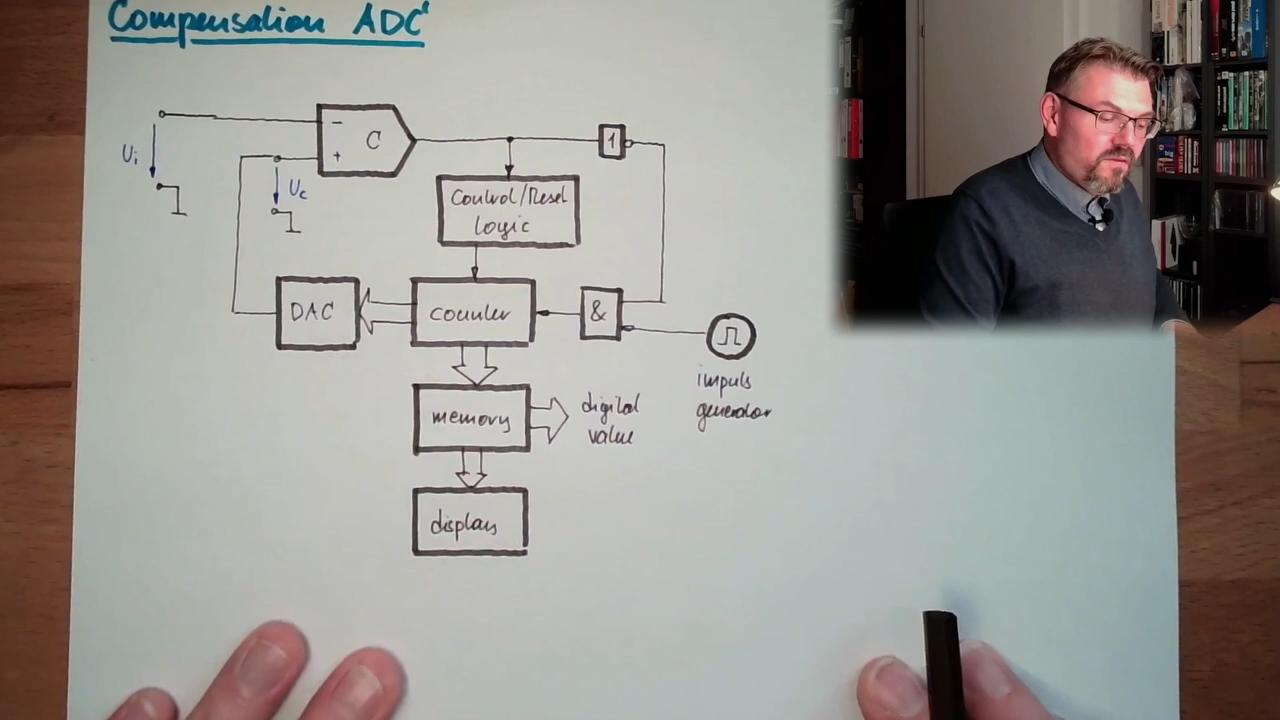 Compensation ADC
Ui
-
+
C
Uc
1
Control/Reset
Logic
DAC
counter
&
impuls
generator
memory
digital
value
display